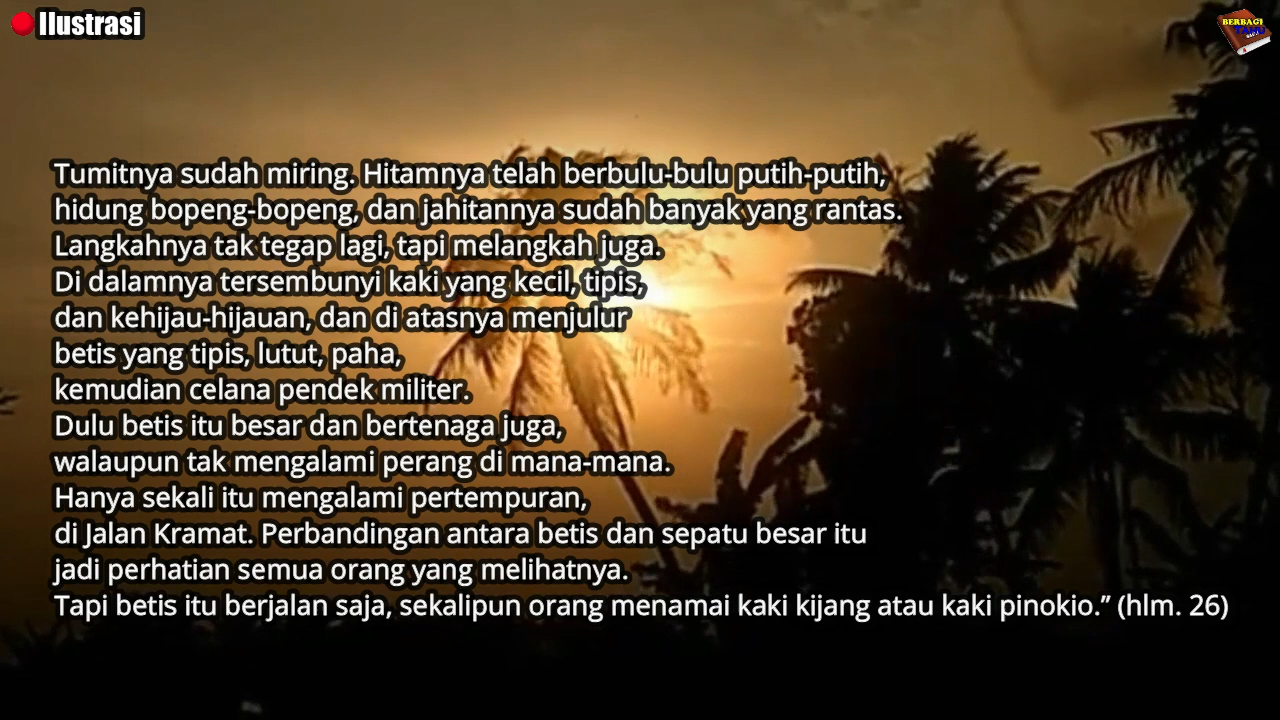 Ilustrasi
BERBAGI
TAHU
Tumitnya sudah miring. Hitamnya telah berbulu-bulu putih-putih,
hidung bopeng-bopeng, dan jahitannya sudah banyak yang rantas.
Langkahnya tak tegap lagi, tapi melangkah juga.
Di dalamnya tersembunyi kaki yang kecil, tipis,
dan kehijau-hijauan, dan di atasnya menjulur
betis yang tipis, lutut, paha,
kemudian celana pendek militer.
Dulu betis itu besar dan bertenaga juga,
walaupun tak mengalami perang di mana-mana.
Hanya sekali itu mengalami pertempuran,
di Jalan Kramat. Perbandingan antara betis dan sepatu besar itu
jadi perhatian semua orang yang melihatnya.
Tapi betis itu berjalan saja, sekalipun orang menamai kaki kijang atau kaki pinokio.” (hlm. 26)